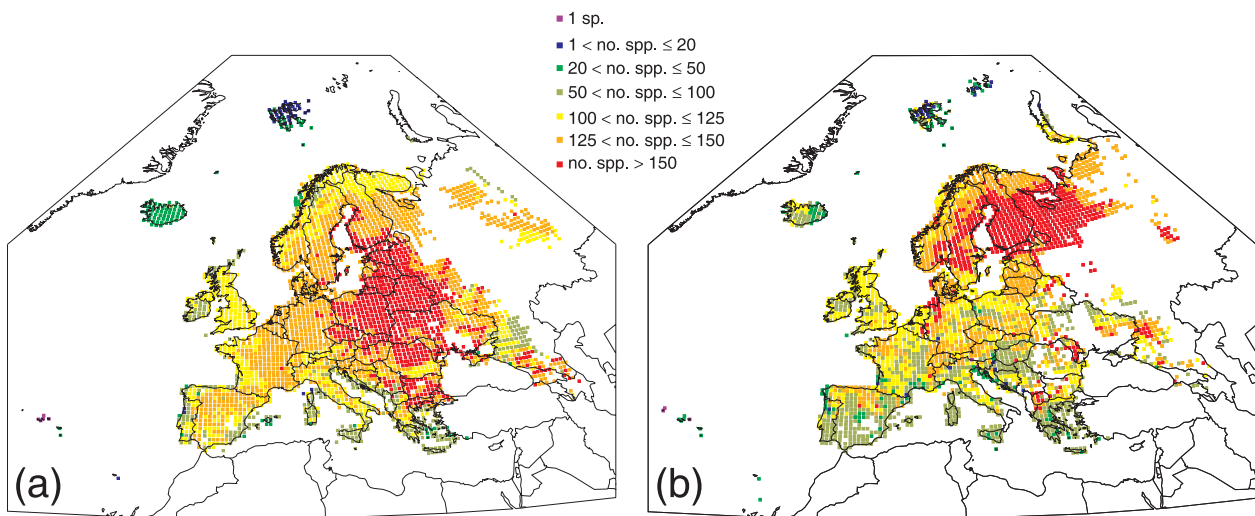 1 sp.
1 < no. spp. ≤ 20
20 < no. spp. ≤ 50
50 < no. spp. ≤ 100
100 < no. spp. ≤ 125
125 < no. spp. ≤ 150
no. spp. > 150
(a)
(b)